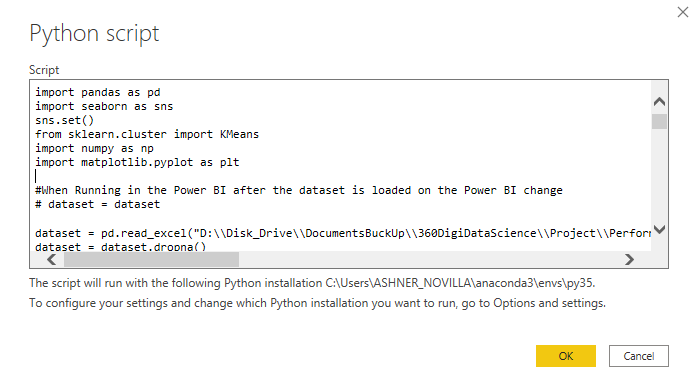 Python script
Script
import pandas as pd
import seaborn as sns
sns.set()
from sklearn.cluster import KMeans
import numpy as np
import matplotlib.pyplot as plt
#When Running in the Power BI after the dataset is loaded on the Power BI change
# dataset = dataset
dataset = pd.read_excel("D:\\Disk_Drive\\DocumentsBuckUp\\360DigiDataScience\\Project\\Perfor
dataset = dataset.dropna()
The script will run with the following Python installation C:\Users\ASHNER_NOVILLA\anaconda3\envs\py35.
To configure your settings and change which Python installation you want to run, go to Options and settings.
OK
Cancel